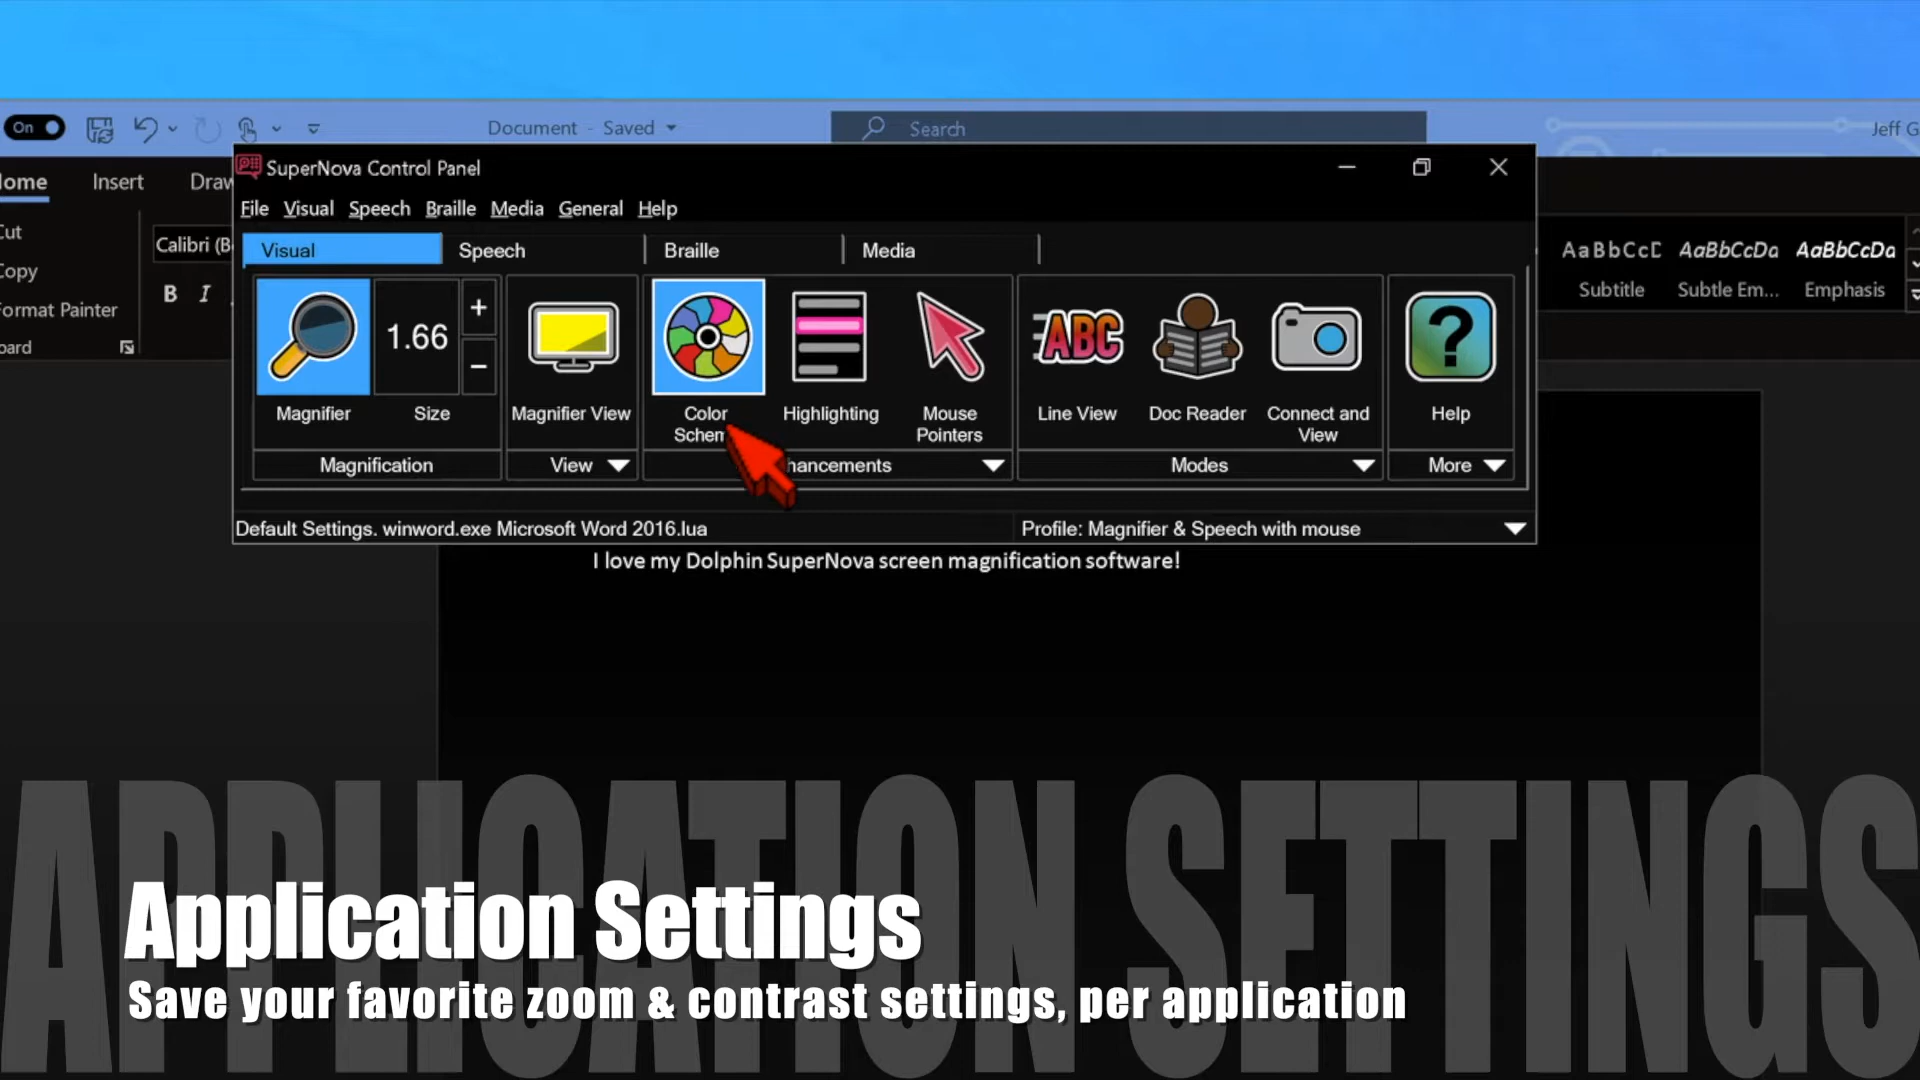 On
Document - Saved
Search
Jeff G
SuperNova Control Panel
ome
Insert
Draw
File Visual Speech Braille Media General Help
ut
Calibri (B
Visual
Speech
Braille
Media
AaBbCcD AaBbCcDa AaBbCcDa
opy
B I
+
1.66
−
ABC
?
Subtitle
Subtle Em...
Emphasis
ormat Painter
oard
Magnifier
Size
Magnifier View
Color
Schem
Highlighting
Mouse
Pointers
Line View
Doc Reader
Connect and
View
Help
Magnification
View
hancements
Modes
More
Default Settings. winword.exe Microsoft Word 2016.lua
Profile: Magnifier & Speech with mouse
I love my Dolphin SuperNova screen magnification software!
APPLICATION SETTINGS
Application Settings
Save your favorite zoom & contrast settings, per application